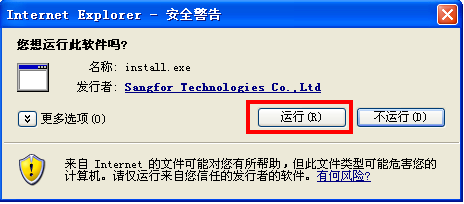 Internet Explorer - 安全警告
您想运行此软件吗?
名称: install.exe
发行者: Sangfor Technologies Co.,Ltd
更多选项(O)
运行(R)
不运行(D)
来自 Internet 的文件可能对您有所帮助，但此文件类型可能危害您的
计算机。请仅运行来自您信任的发行者的软件。有何风险?